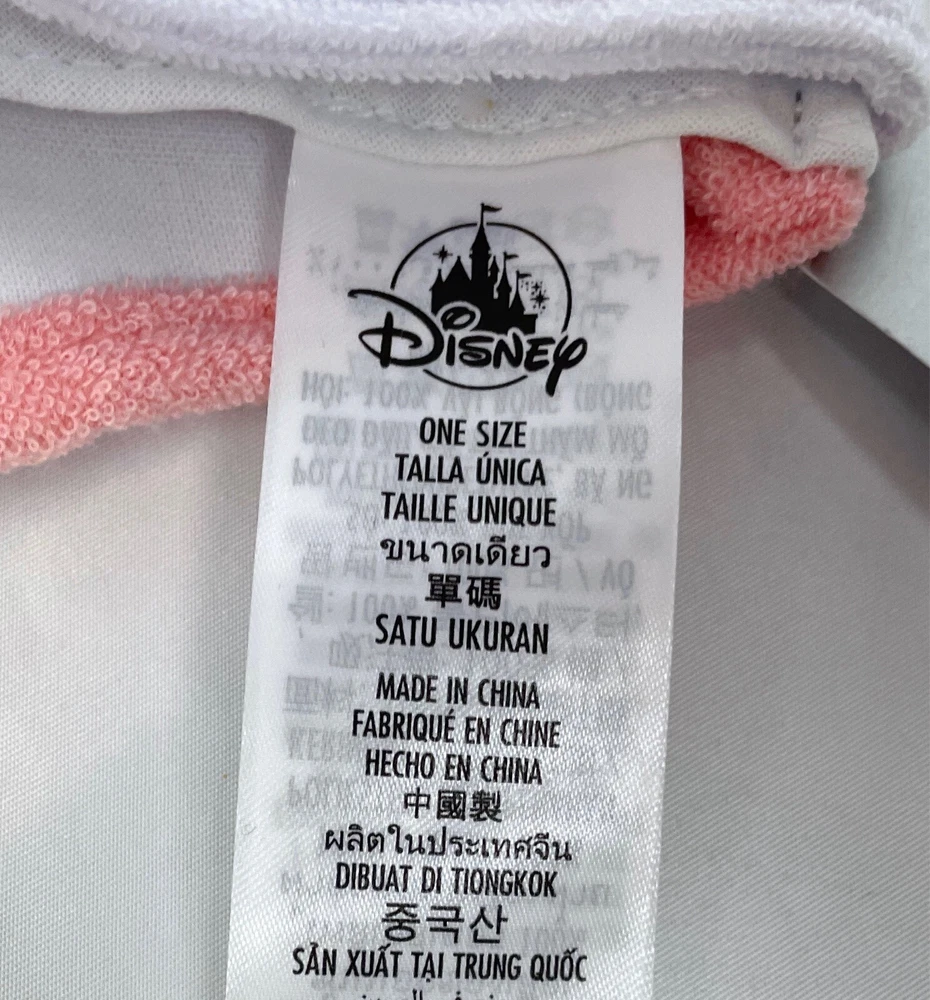 Disney
ONE SIZE
TALLA ÚNICA
TAILLE UNIQUE
ขนาดเดียว
單碼
SATU UKURAN
MADE IN CHINA
FABRIQUÉ EN CHINE
HECHO EN CHINA
中國製
ผลิตในประเทศจีน
DIBUAT DI TIONGKOK
중국산
SẢN XUẤT TẠI TRUNG QUỐC